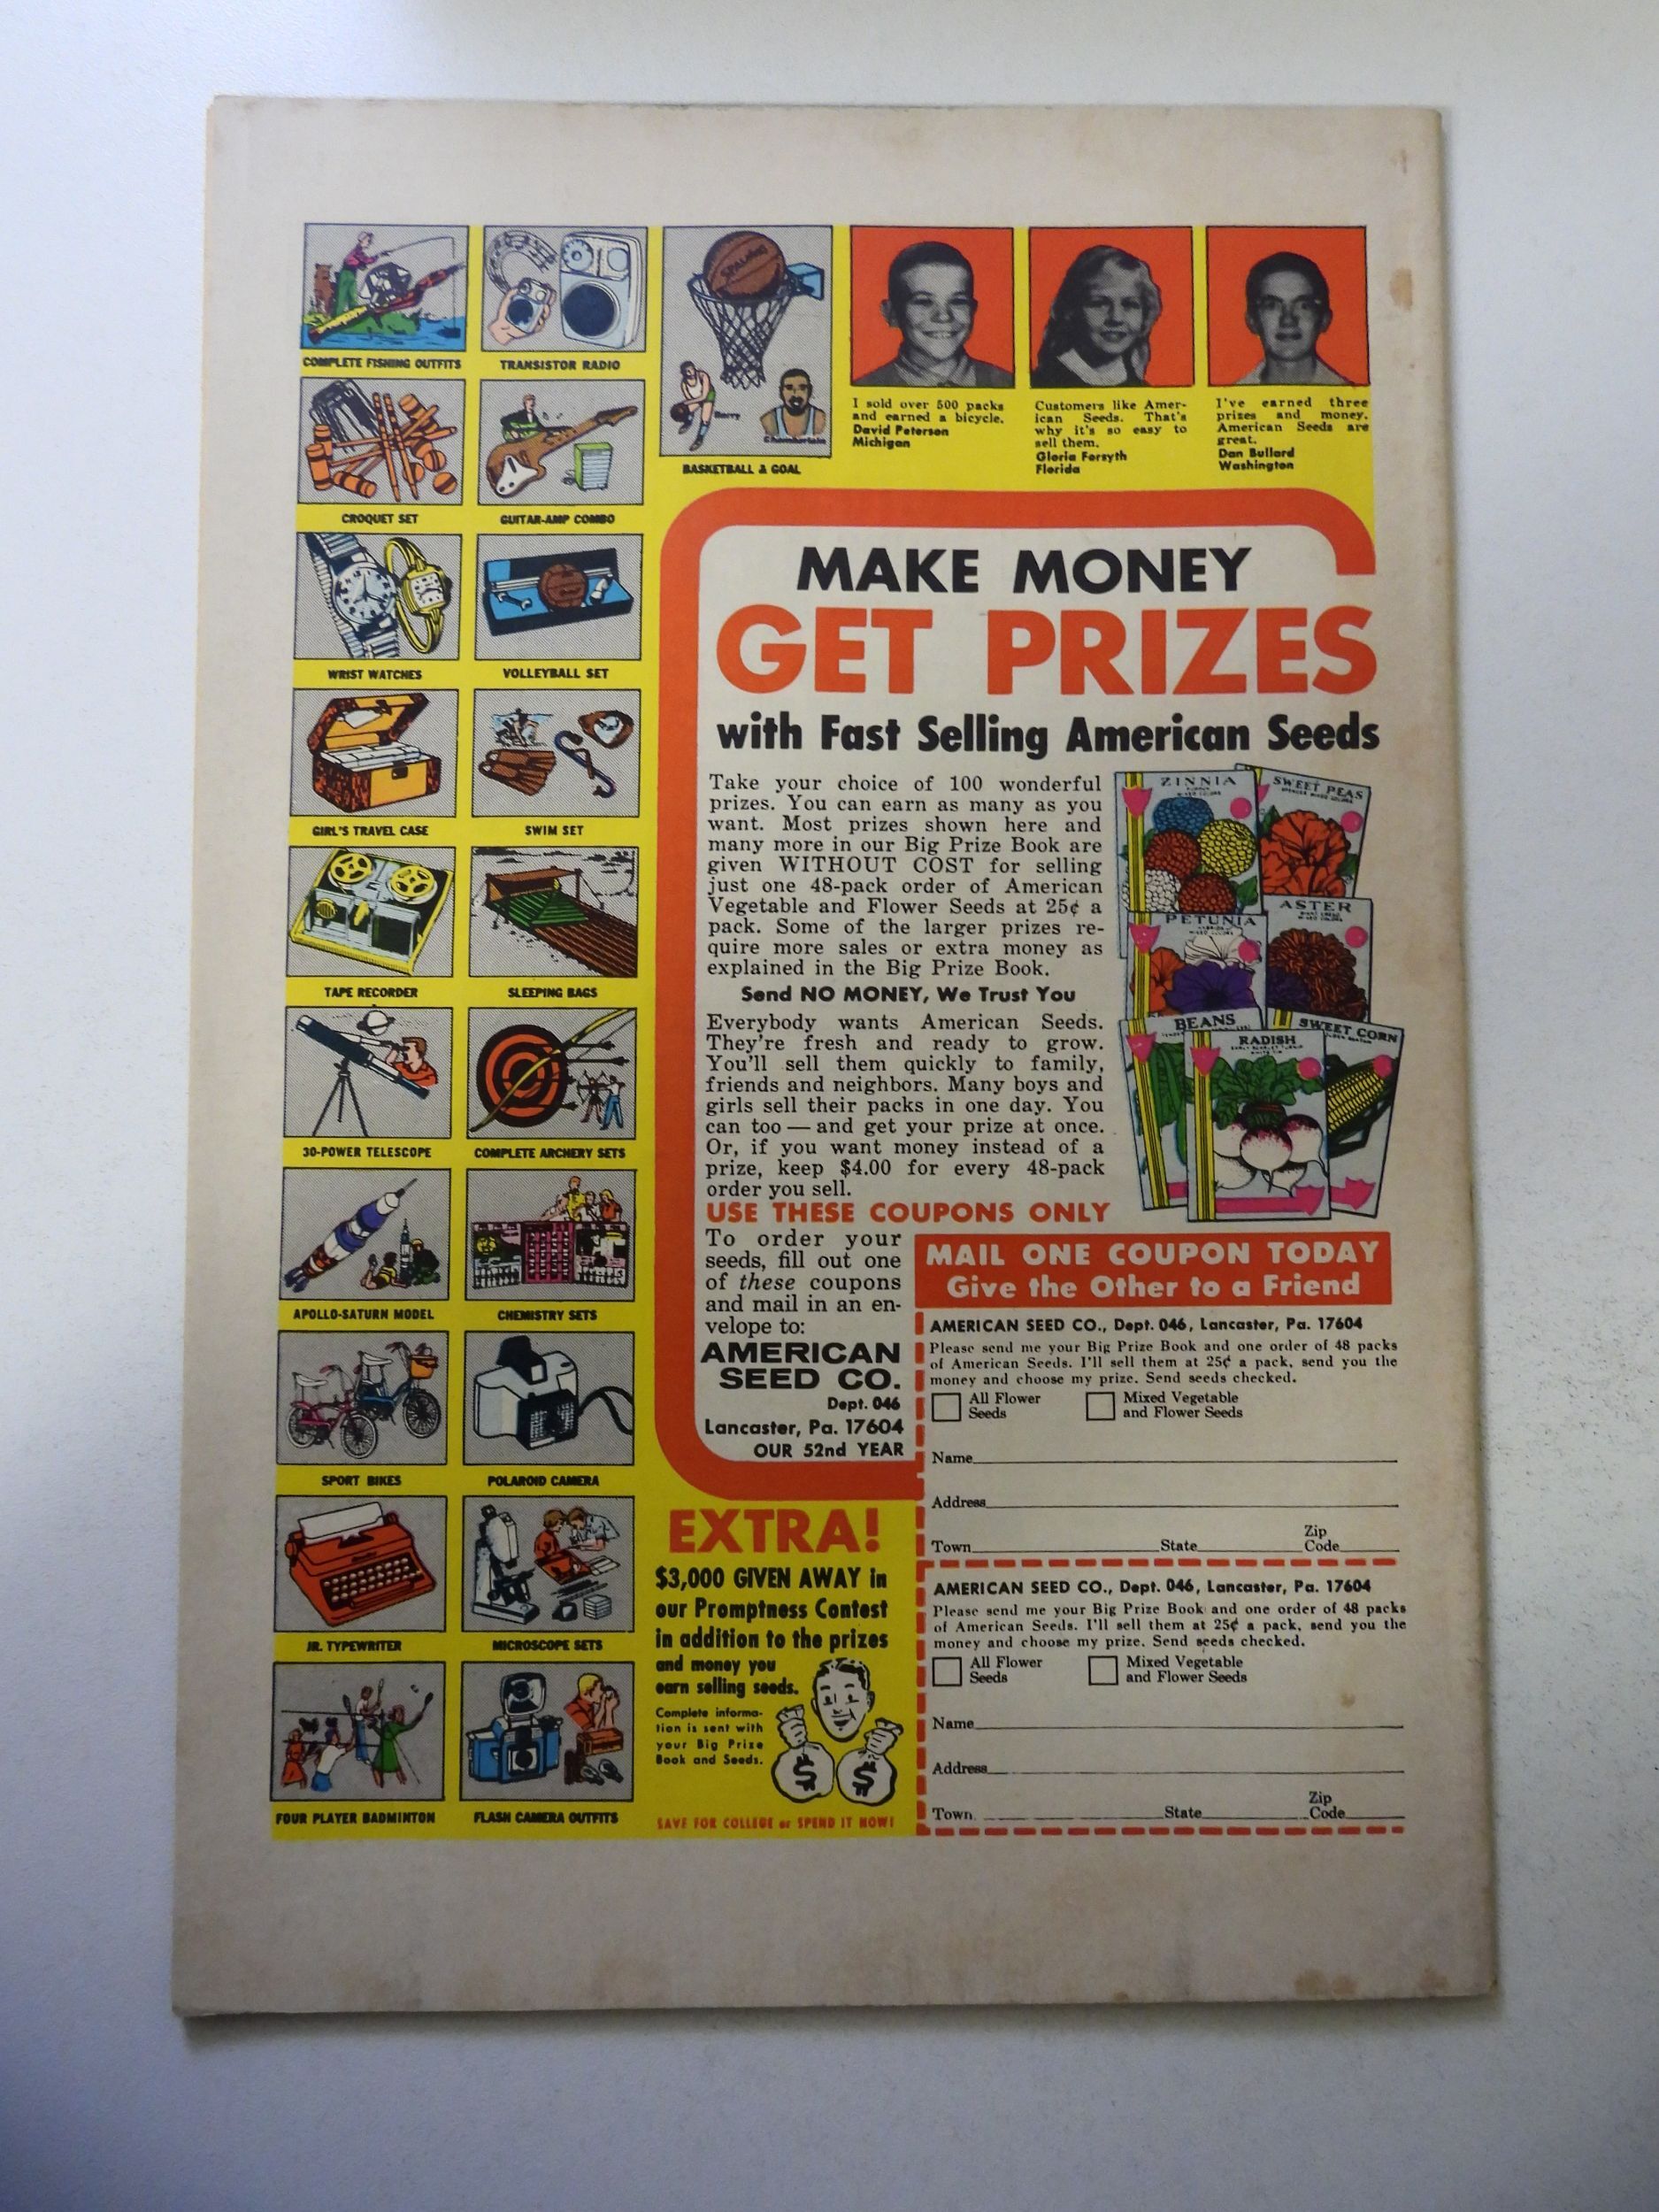 COMPLETE FISHING OUTFITS
TRANSISTOR RADIO
CROQUET SET
GUITAR-AMP COMBO
WRIST WATCHES
VOLLEYBALL SET
GIRL'S TRAVEL CASE
SWIM SET
TAPE RECORDER
SLEEPING BAGS
30-POWER TELESCOPE
COMPLETE ARCHERY SETS
APOLLO-SATURN MODEL
CHEMISTRY SETS
SPORT BIKES
POLAROID CAMERA
JR. TYPEWRITER
MICROSCOPE SETS
FOUR PLAYER BADMINTON
FLASH CAMERA OUTFITS
SPALDING
Barry
Chamberlain
BASKETBALL & GOAL
I sold over 500 packs
and earned a bicycle.
David Peterson
Michigan
Customers like Amer-
ican Seeds. That's
why it's so easy to
sell them.
Gloria Forsyth
Florida
I've earned three
prizes and money.
American Seeds are
great.
Dan Bullard
Washington
MAKE MONEY
GET PRIZES
with Fast Selling American Seeds
Take your choice of 100 wonderful
prizes. You can earn as many as you
want. Most prizes shown here and
many more in our Big Prize Book are
given WITHOUT COST for selling
just one 48-pack order of American
Vegetable and Flower Seeds at 25¢ a
pack. Some of the larger prizes re-
quire more sales or extra money as
explained in the Big Prize Book.
Send NO MONEY, We Trust You
Everybody wants American Seeds.
They're fresh and ready to grow.
You'll sell them quickly to family,
friends and neighbors. Many boys and
girls sell their packs in one day. You
can too — and get your prize at once.
Or, if you want money instead of a
prize, keep $4.00 for every 48-pack
order you sell.
ZINNIA
SWEET PEAS
PETUNIA
ASTER
BEANS
RADISH
SWEET CORN
USE THESE COUPONS ONLY
To order your
seeds, fill out one
of these coupons
and mail in an en-
velope to:
AMERICAN
SEED CO.
Dept. 046
Lancaster, Pa. 17604
OUR 52nd YEAR
MAIL ONE COUPON TODAY
Give the Other to a Friend
AMERICAN SEED CO., Dept. 046, Lancaster, Pa. 17604
Please send me your Big Prize Book and one order of 48 packs
of American Seeds. I'll sell them at 25¢ a pack, send you the
money and choose my prize. Send seeds checked.
All Flower Seeds
Mixed Vegetable and Flower Seeds
Name
Address
Town State Zip Code
AMERICAN SEED CO., Dept. 046, Lancaster, Pa. 17604
Please send me your Big Prize Book and one order of 48 packs
of American Seeds. I'll sell them at 25¢ a pack, send you the
money and choose my prize. Send seeds checked.
All Flower Seeds
Mixed Vegetable and Flower Seeds
Name
Address
Town State Zip Code
EXTRA!
$3,000 GIVEN AWAY in
our Promptness Contest
in addition to the prizes
and money you
earn selling seeds.
Complete informa-
tion is sent with
your Big Prize
Book and Seeds.
$ $
SAVE FOR COLLEGE or SPEND IT NOW!